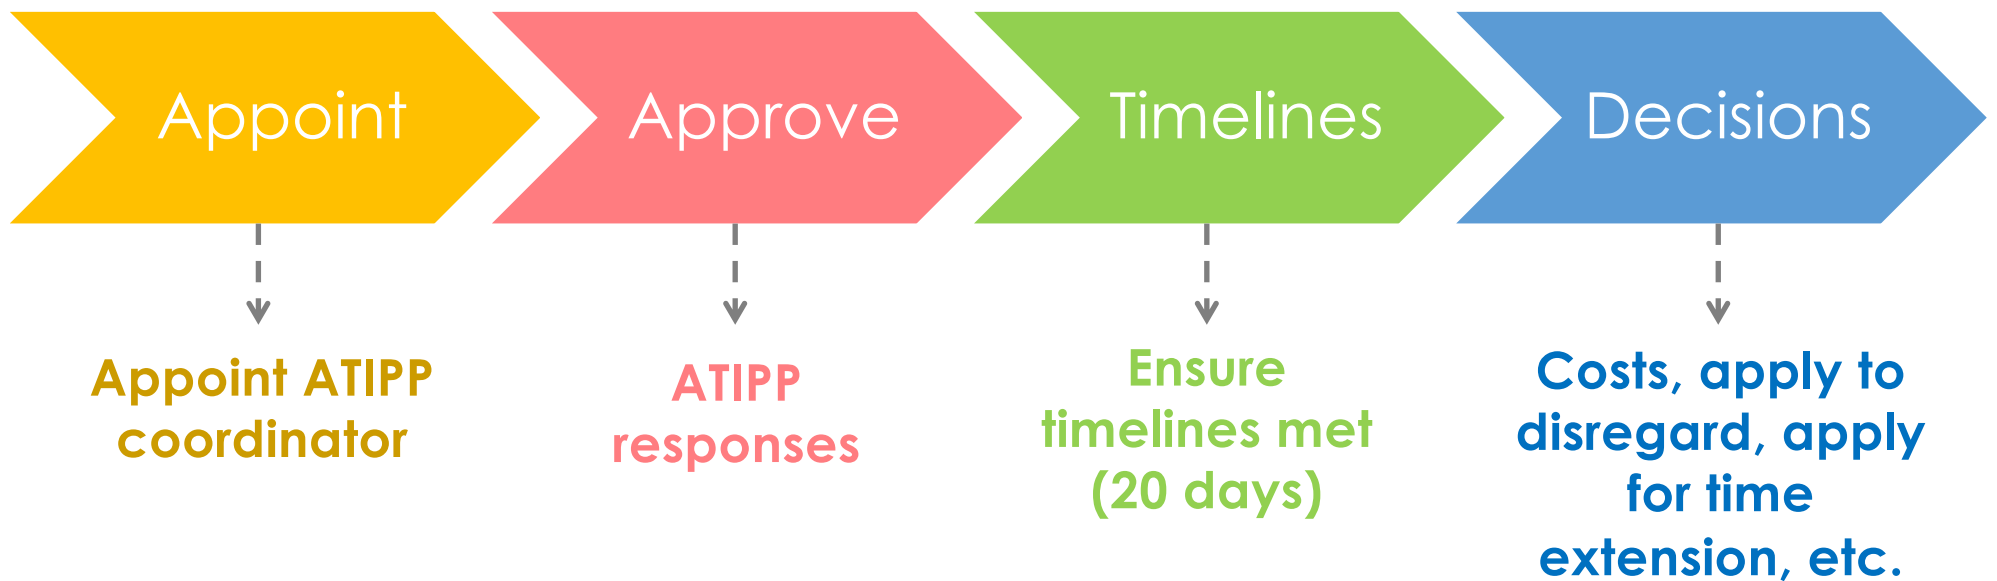 Appoint
Approve
Timelines
Decisions
Appoint ATIPP
coordinator
ATIPP
responses
Ensure
timelines met
(20 days)
Costs, apply to
disregard, apply
for time
extension, etc.